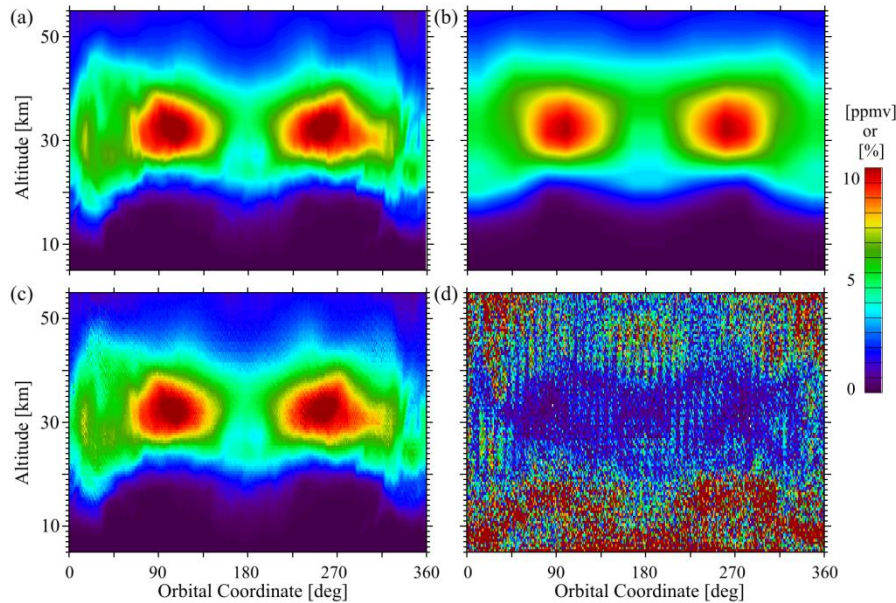 (a)
(b)
50
30
10
Altitude [km]
[ppmv]
or
[%]
10
5
0
(c)
(d)
50
30
10
Altitude [km]
0 90 180 270 360
0 90 180 270 360
Orbital Coordinate [deg]
Orbital Coordinate [deg]